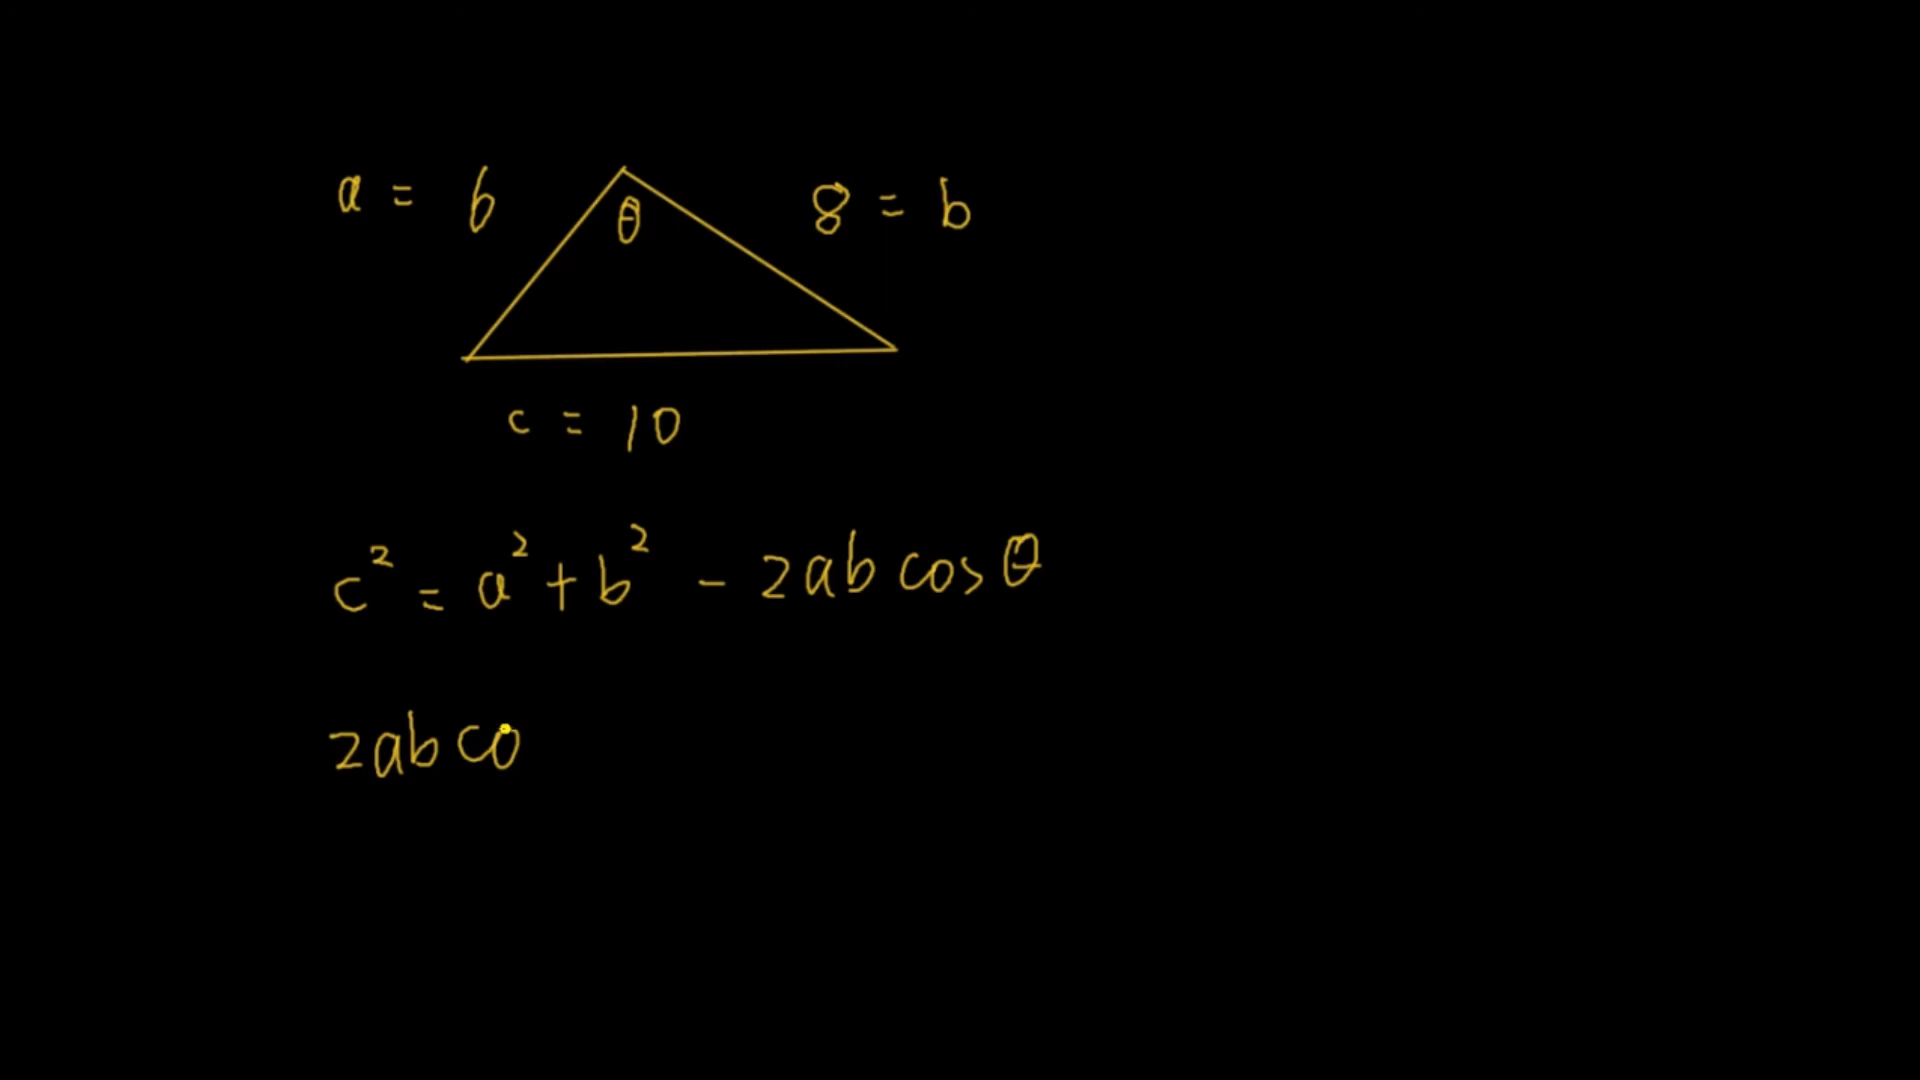 a = 6
8 = b
θ
c = 10
c² = a² + b² - 2ab cos θ
2ab co